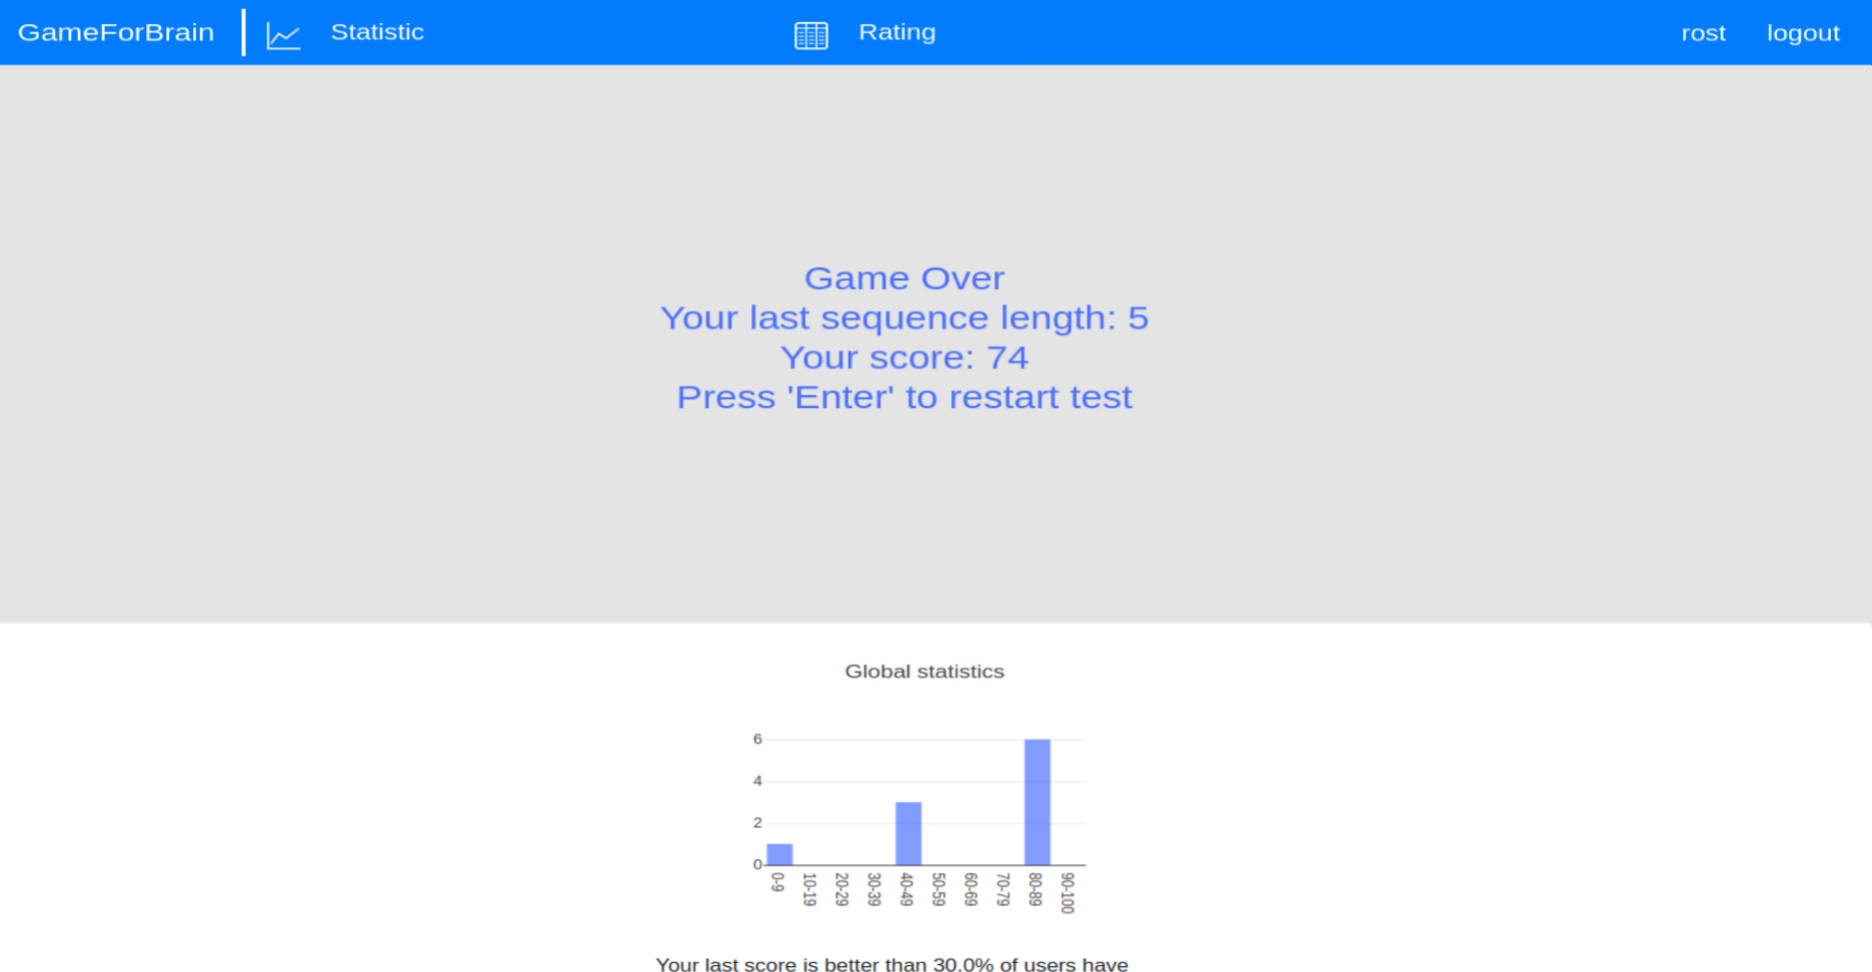 GameForBrain
Statistic
Rating
rost
logout
Game Over
Your last sequence length: 5
Your score: 74
Press 'Enter' to restart test
Global statistics
6
4
2
0
0-9
10-19
20-29
30-39
40-49
50-59
60-69
70-79
80-89
90-100
Your last score is better than 30.0% of users have